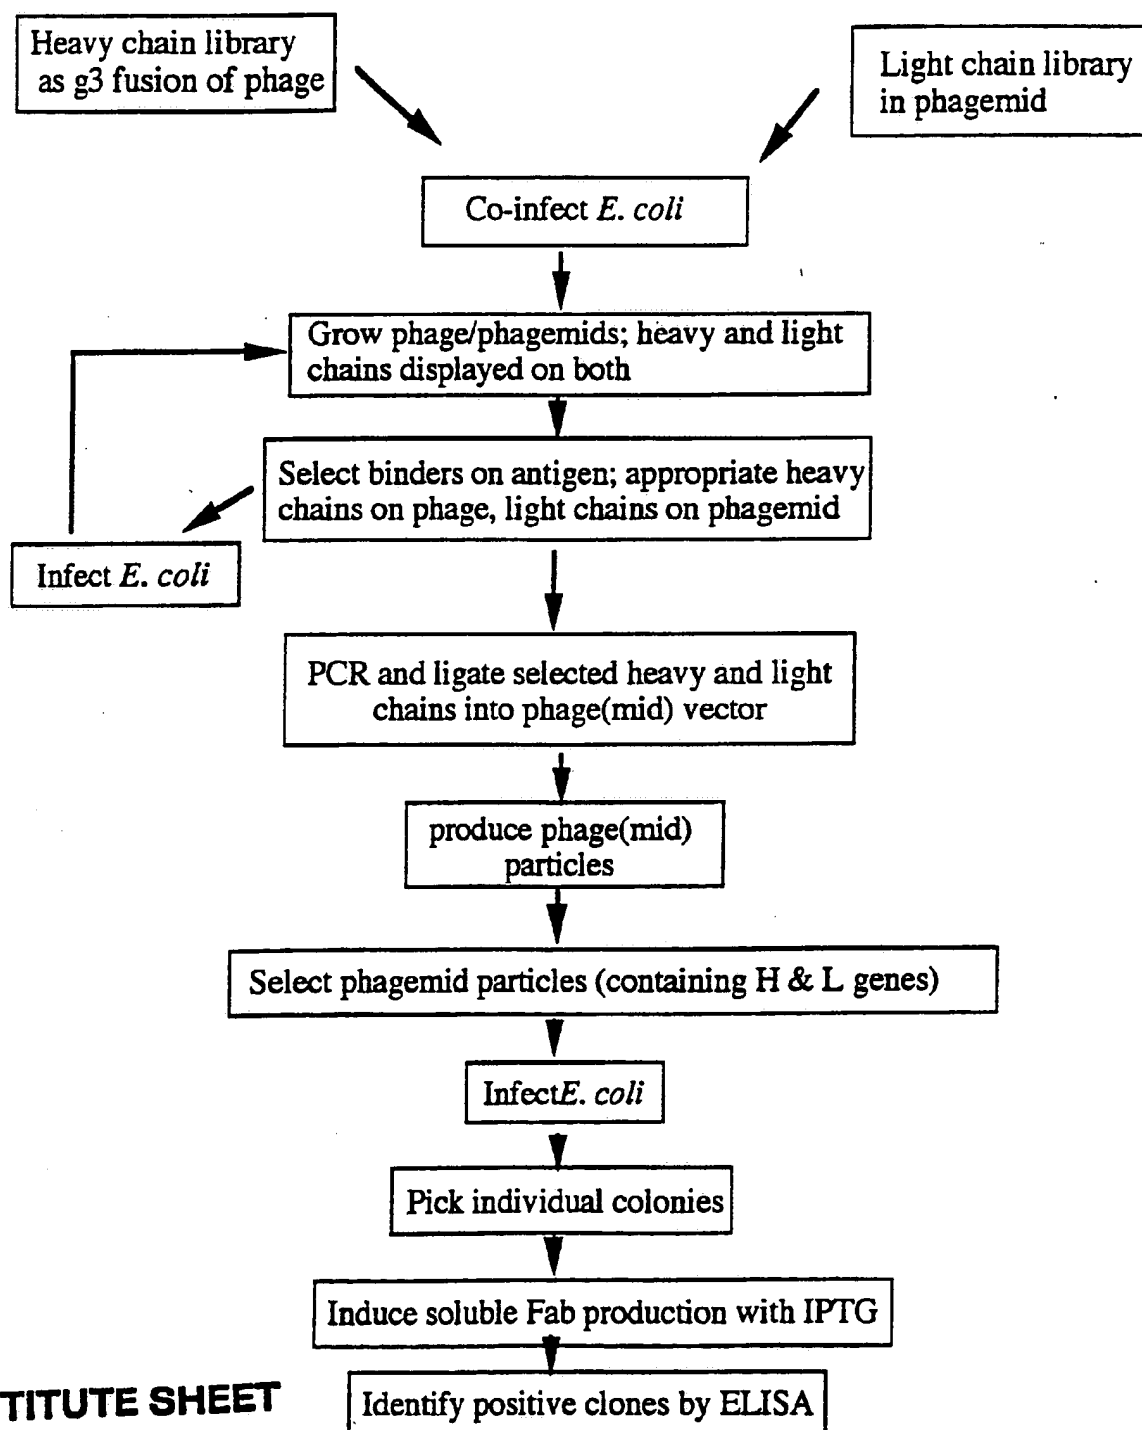 Heavy chain library
as g3 fusion of phage
Light chain library
in phagemid
Co-infect E. coli
Grow phage/phagemids; heavy and light
chains displayed on both
Select binders on antigen; appropriate heavy
chains on phage, light chains on phagemid
Infect E. coli
PCR and ligate selected heavy and light
chains into phage(mid) vector
produce phage(mid)
particles
Select phagemid particles (containing H & L genes)
InfectE. coli
Pick individual colonies
Induce soluble Fab production with IPTG
TITUTE SHEET
Identify positive clones by ELISA